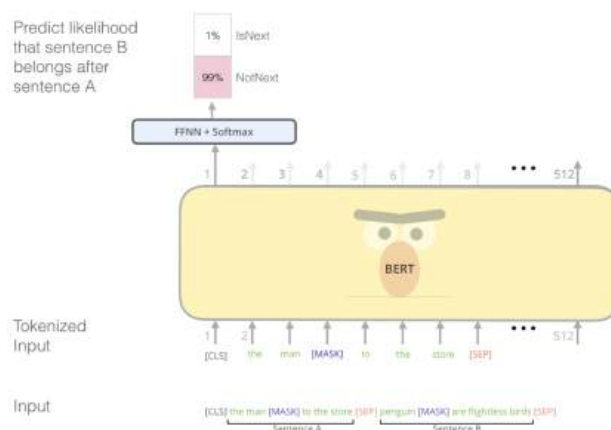 Predict likelihood
that sentence B
belongs after
sentence A
1% IsNext
99% NotNext
FFNN + Softmax
1 2 3 4 5 6 7 8 ••• 512
BERT
Tokenized
Input
1 2 ••• 512
[CLS] the man [MASK] to the store [SEP]
Input
[CLS] the man [MASK] to the store [SEP] penguin [MASK] are flightless birds [SEP]
Sentence A Sentence B